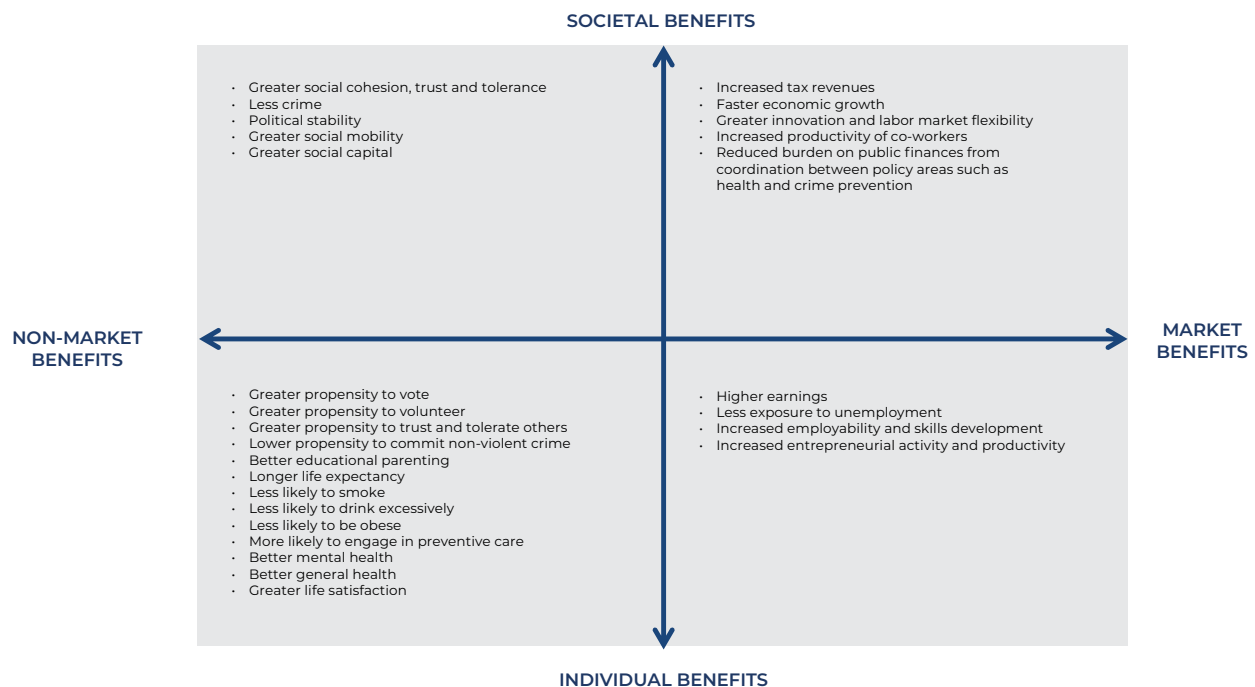 SOCIETAL BENEFITS
• Greater social cohesion, trust and tolerance
• Less crime
• Political stability
• Greater social mobility
• Greater social capital
• Increased tax revenues
• Faster economic growth
• Greater innovation and labor market flexibility
• Increased productivity of co-workers
• Reduced burden on public finances from
coordination between policy areas such as
health and crime prevention
NON-MARKET
BENEFITS
MARKET
BENEFITS
• Greater propensity to vote
• Greater propensity to volunteer
• Greater propensity to trust and tolerate others
• Lower propensity to commit non-violent crime
• Better educational parenting
• Longer life expectancy
• Less likely to smoke
• Less likely to drink excessively
• Less likely to be obese
• More likely to engage in preventive care
• Better mental health
• Better general health
• Greater life satisfaction
• Higher earnings
• Less exposure to unemployment
• Increased employability and skills development
• Increased entrepreneurial activity and productivity
INDIVIDUAL BENEFITS